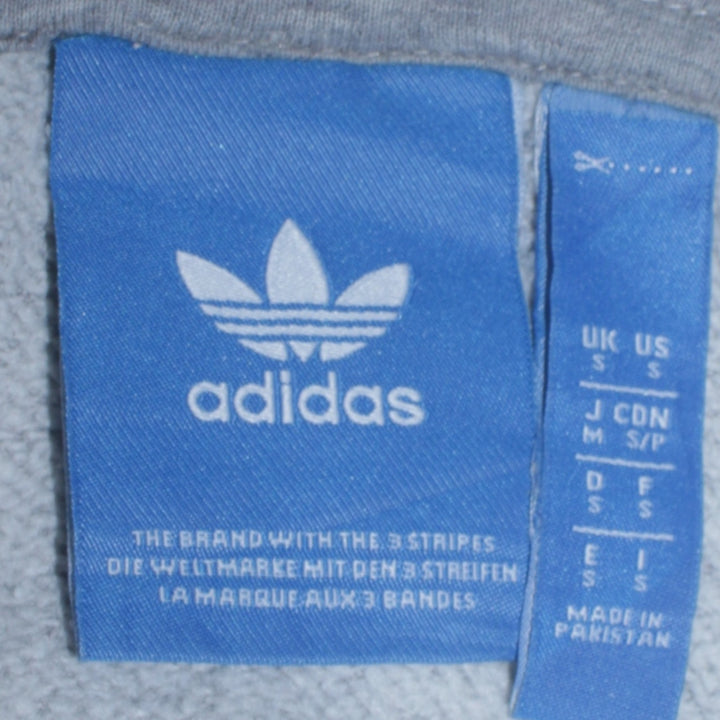 adidas
THE BRAND WITH THE 3 STRIPES
DIE WELTMARKE MIT DEN 3 STREIFEN
LA MARQUE AUX 3 BANDES
UK US
S S
J CDN
M S/P
D F
S S
E I
S S
MADE IN
PAKISTAN